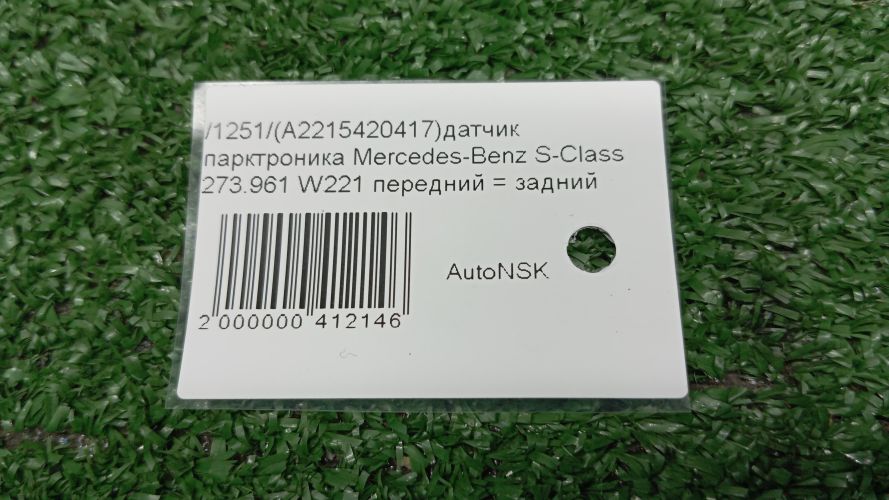 /1251/(A2215420417)датчик
парктроника Mercedes-Benz S-Class
273.961 W221 передний = задний
AutoNSK
2 000000 412146